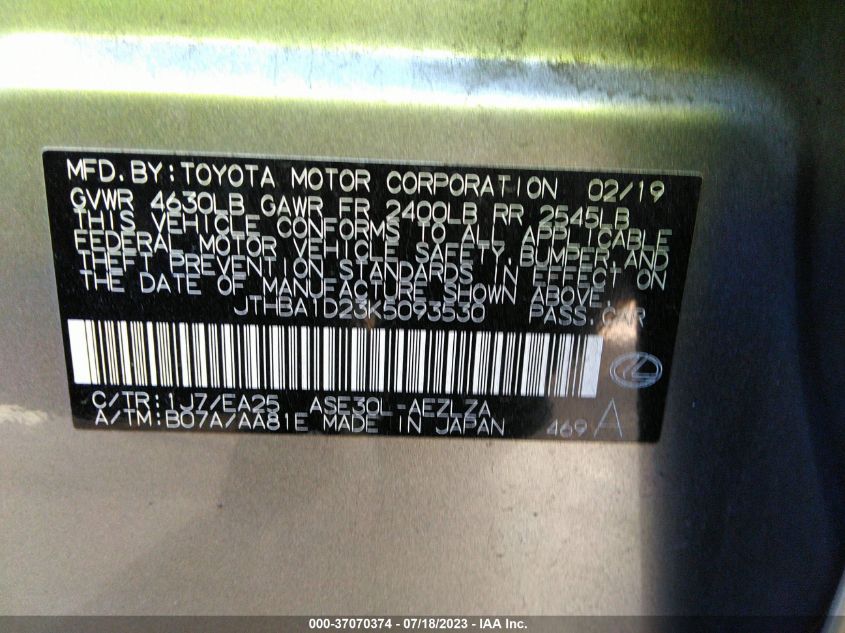 MFD. BY: TOYOTA MOTOR CORPORATION 02/19
GVWR 4630LB GAWR FR 2400LB RR 2545LB
THIS VEHICLE CONFORMS TO ALL APPLICABLE
FEDERAL MOTOR VEHICLE SAFETY, BUMPER, AND
THEFT PREVENTION STANDARDS IN EFFECT ON
THE DATE OF MANUFACTURE SHOWN ABOVE.
JTHBA1D23K5093530 PASS. CAR
C/TR: 1J7/EA25 ASE30L-AEZLZA
A/TM: B07A/AA81E MADE IN JAPAN 469 A
000-37070374 - 07/18/2023 - IAA Inc.